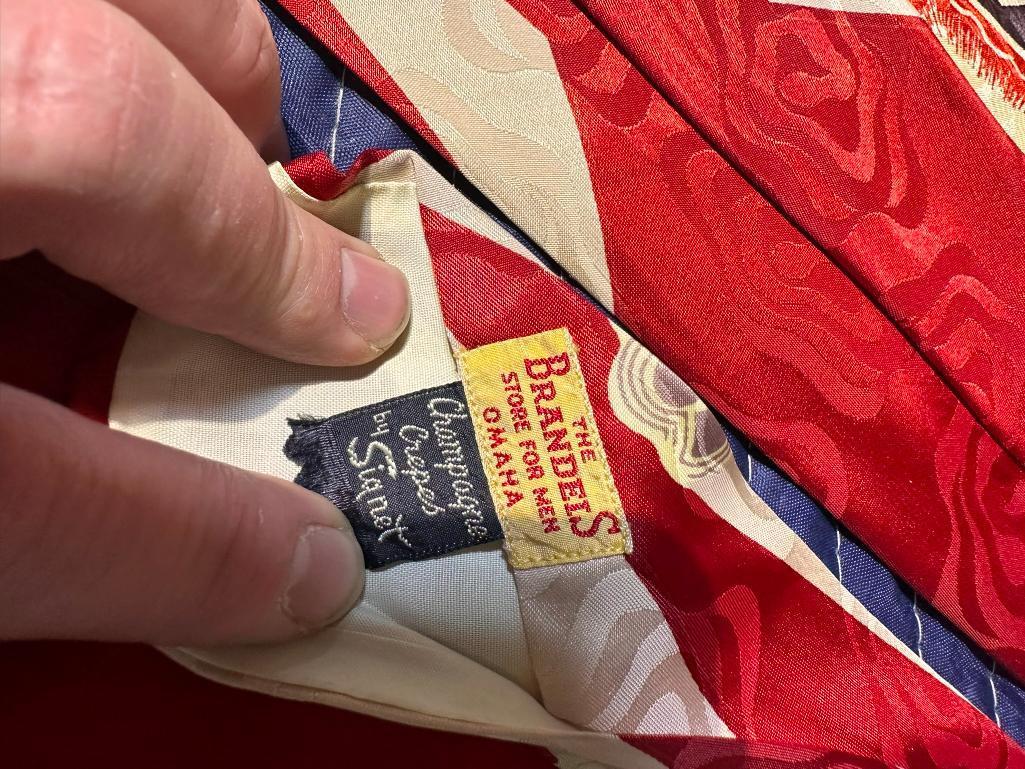 THE
BRANDEIS
STORE FOR MEN
OMAHA
Champagne
Crepes
by Signet